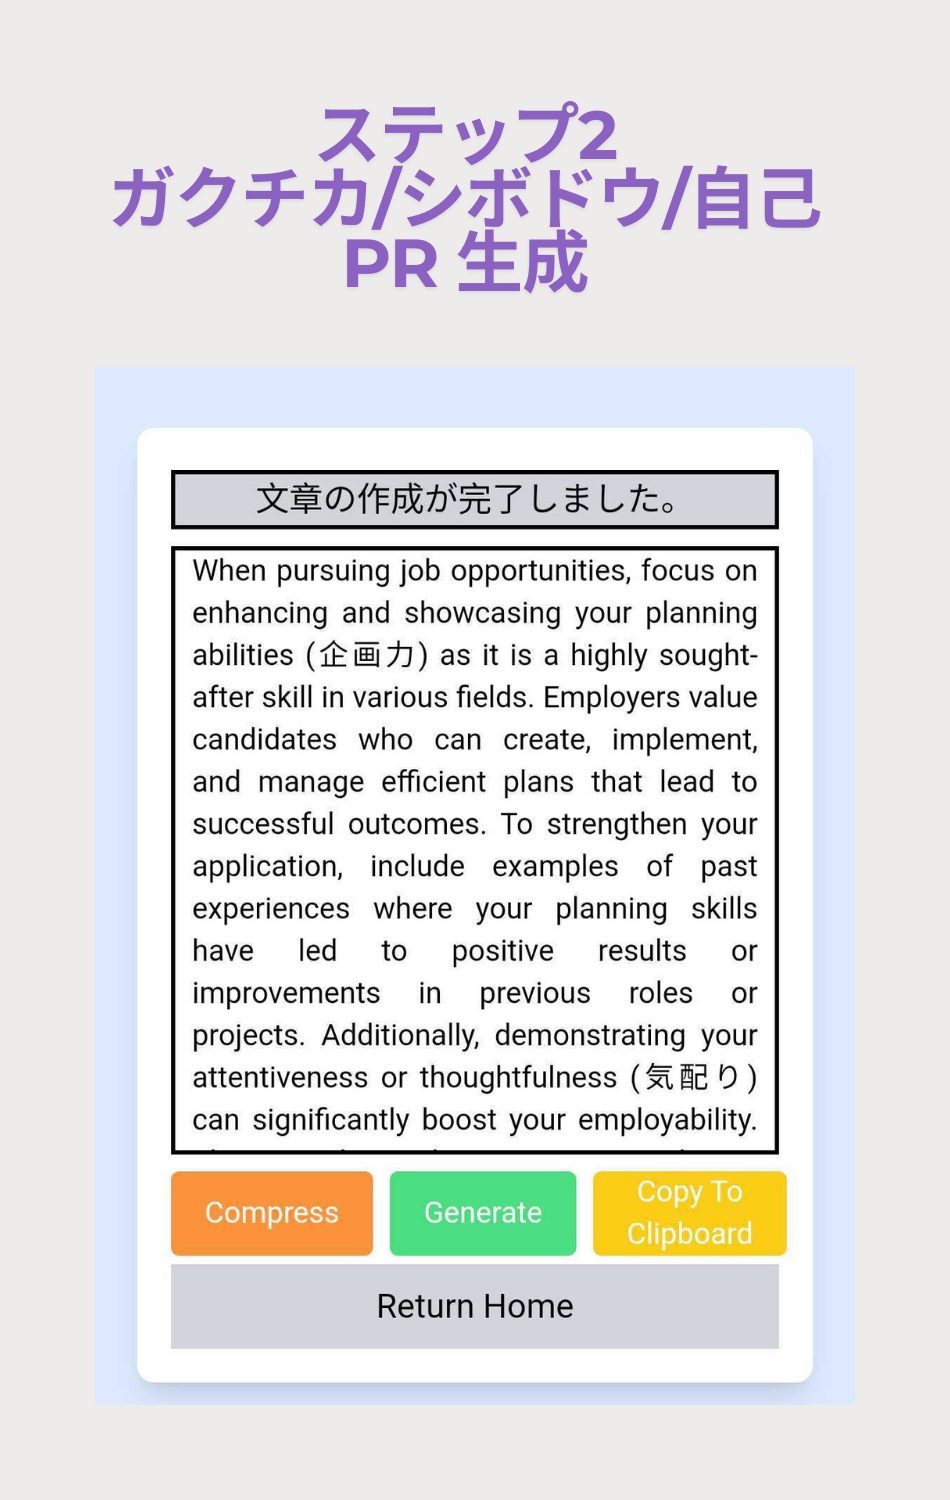 ステップ2
ガクチカ/シボドウ/自己
PR 生成
文章の作成が完了しました。
When pursuing job opportunities, focus on
enhancing and showcasing your planning
abilities (企画力) as it is a highly sought-
after skill in various fields. Employers value
candidates who can create, implement,
and manage efficient plans that lead to
successful outcomes. To strengthen your
application, include examples of past
experiences where your planning skills
have led to positive results or
improvements in previous roles or
projects. Additionally, demonstrating your
attentiveness or thoughtfulness (気配り)
can significantly boost your employability.
Compress
Generate
Copy To
Clipboard
Return Home